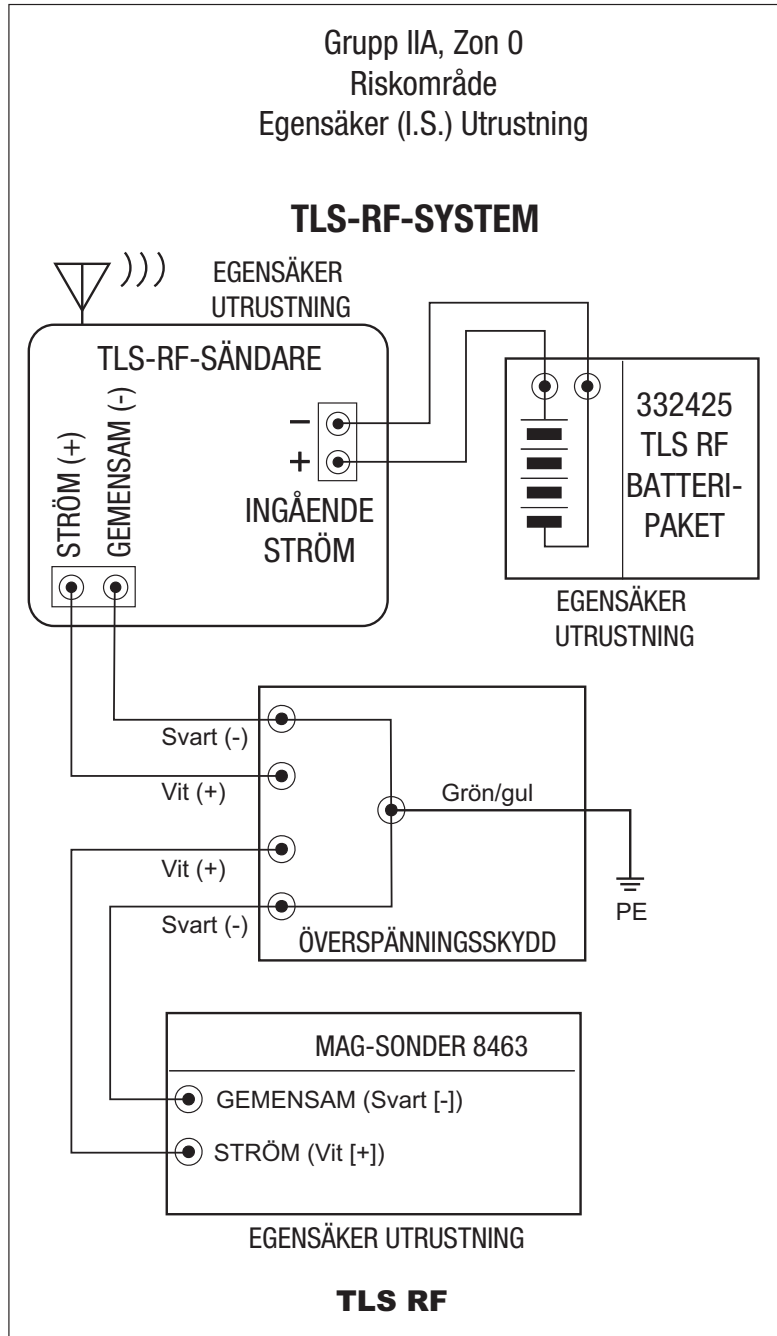 Grupp IIA, Zon 0
Riskområde
Egensäker (I.S.) Utrustning
TLS-RF-SYSTEM
EGENSÄKER
UTRUSTNING
TLS-RF-SÄNDARE
STRÖM (+)
GEMENSAM (-)
−
+
INGÅENDE
STRÖM
332425
TLS RF
BATTERI-
PAKET
EGENSÄKER
UTRUSTNING
Svart (-)
Vit (+)
Vit (+)
Svart (-)
Grön/gul
PE
ÖVERSPÄNNINGSSKYDD
MAG-SONDER 8463
GEMENSAM (Svart [-])
STRÖM (Vit [+])
EGENSÄKER UTRUSTNING
TLS RF